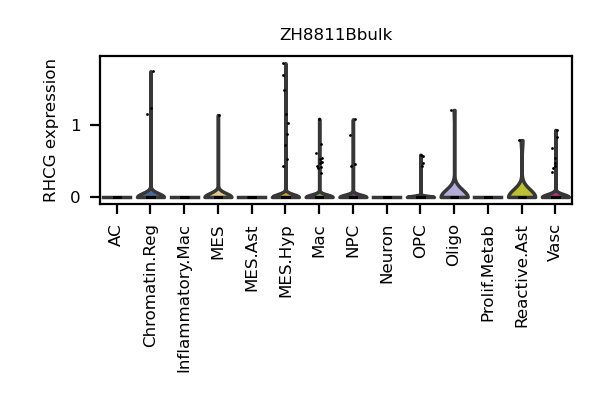 ZH8811Bbulk
RHCG expression
1
0
AC
Chromatin.Reg
Inflammatory.Mac
MES
MES.Ast
MES.Hyp
Mac
NPC
Neuron
OPC
Oligo
Prolif.Metab
Reactive.Ast
Vasc